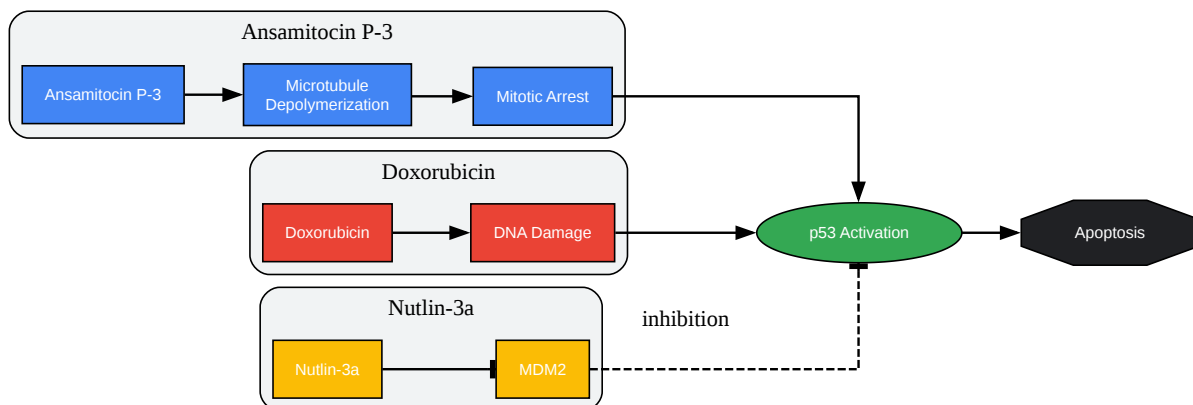 Ansamitocin P-3
Ansamitocin P-3
Microtubule
Depolymerization
Mitotic Arrest
Doxorubicin
Doxorubicin
DNA Damage
p53 Activation
Apoptosis
Nutlin-3a
inhibition
Nutlin-3a
MDM2